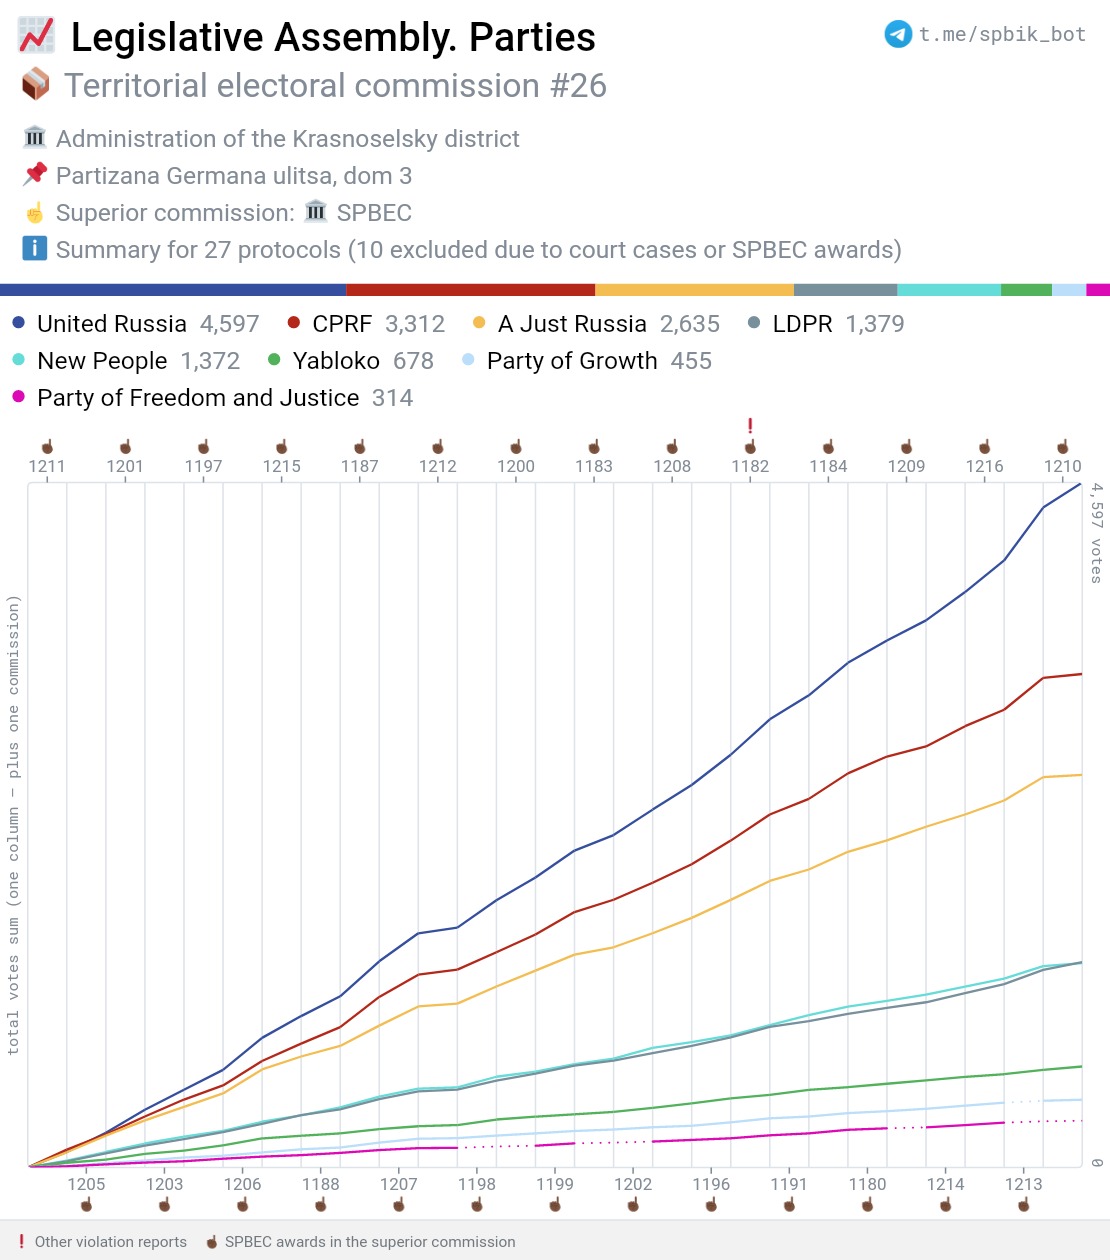 Legislative Assembly. Parties
t.me/spbik_bot
Territorial electoral commission #26
Administration of the Krasnoselsky district
Partizana Germana ulitsa, dom 3
Superior commission: SPBEC
Summary for 27 protocols (10 excluded due to court cases or SPBEC awards)
United Russia 4,597 CPRF 3,312 A Just Russia 2,635 LDPR 1,379
New People 1,372 Yabloko 678 Party of Growth 455
Party of Freedom and Justice 314
1211 1201 1197 1215 1187 1212 1200 1183 1208 1182 1184 1209 1216 1210
4,597 votes
total votes sum (one column – plus one commission)
0
1205 1203 1206 1188 1207 1198 1199 1202 1196 1191 1180 1214 1213
Other violation reports SPBEC awards in the superior commission